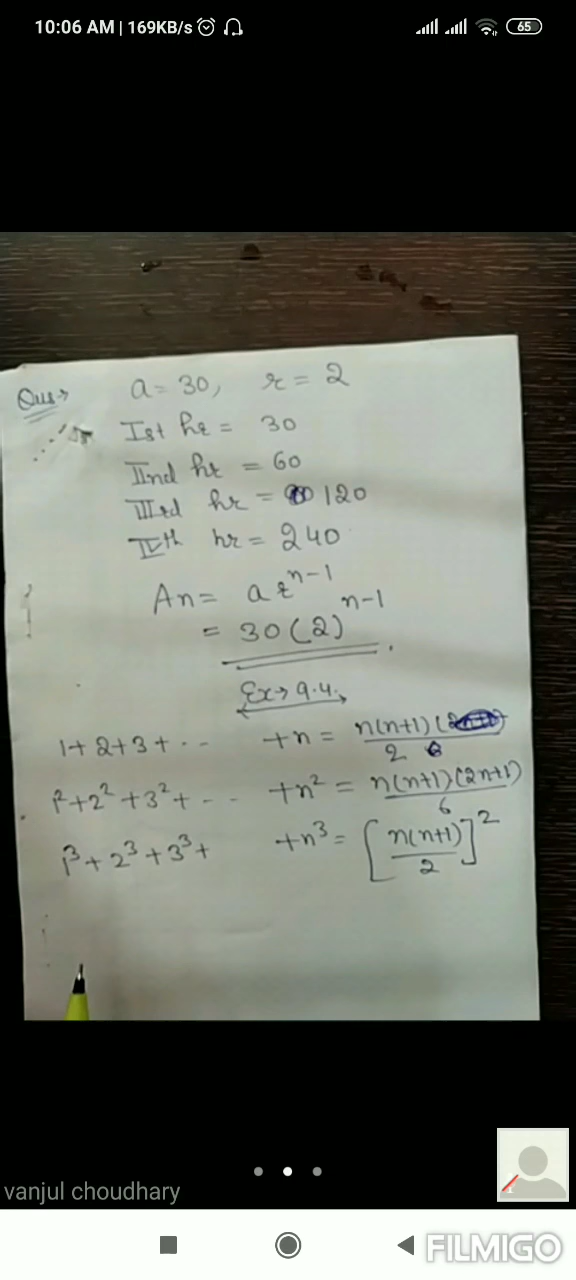 10:06 AM | 169KB/s
65
Qus→ a = 30, r = 2
Ist hr = 30
IInd hr = 60
IIIrd hr = 120
IVth hr = 240
An = a r^{n-1}
= 30(2)^{n-1}.
Ex→ 9.4.
1+2+3+ ... +n = n(n+1)/2
1²+2²+3²+ ... +n² = n(n+1)(2n+1)/6
1³+2³+3³+ +n³ = [n(n+1)/2]²
vanjul choudhary
FILMIGO